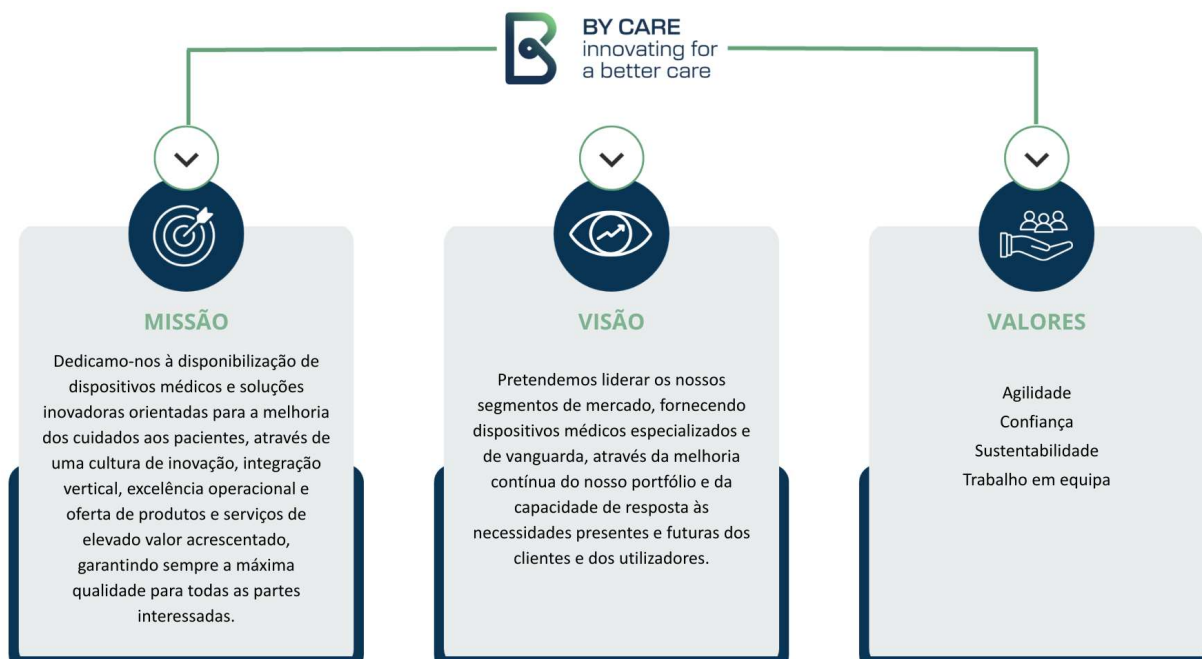 BY CARE
innovating for
a better care
MISSÃO
Dedicamo-nos à disponibilização de
dispositivos médicos e soluções
inovadoras orientadas para a melhoria
dos cuidados aos pacientes, através de
uma cultura de inovação, integração
vertical, excelência operacional e
oferta de produtos e serviços de
elevado valor acrescentado,
garantindo sempre a máxima
qualidade para todas as partes
interessadas.
VISÃO
Pretendemos liderar os nossos
segmentos de mercado, fornecendo
dispositivos médicos especializados e
de vanguarda, através da melhoria
contínua do nosso portfólio e da
capacidade de resposta às
necessidades presentes e futuras dos
clientes e dos utilizadores.
VALORES
Agilidade
Confiança
Sustentabilidade
Trabalho em equipa